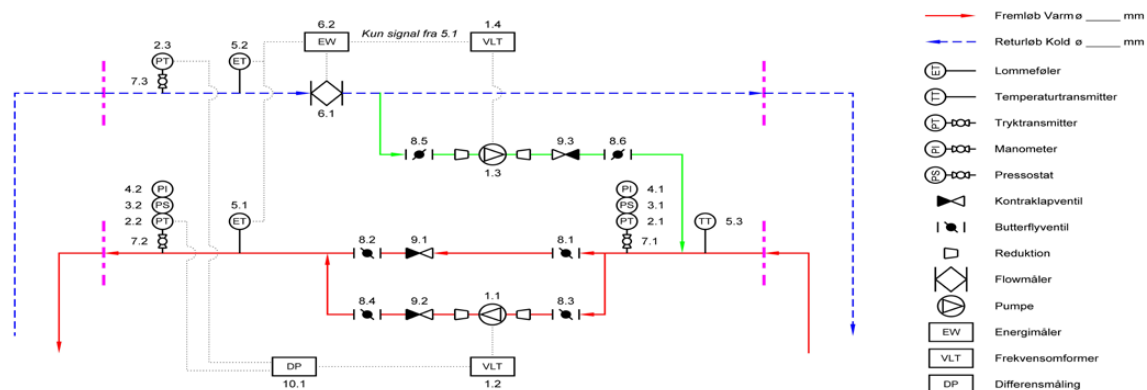 6.2
1.4
Kun signal fra 5.1
2.3
5.2
EW
VLT
PT
ET
7.3
6.1
8.5
9.3
8.6
1.3
4.2
PI
3.2
PS
5.1
2.2
PT
ET
7.2
8.2
9.1
8.1
PI
4.1
PS
3.1
PT
2.1
5.3
TT
7.1
8.4
9.2
1.1
8.3
DP
VLT
10.1
1.2
Fremløb Varm ø _____ mm
Returløb Kold ø _____ mm
ET Lommeføler
TT Temperaturtransmitter
PT Tryktransmitter
PI Manometer
PS Pressostat
Kontraklapventil
Butterflyventil
Reduktion
Flowmåler
Pumpe
EW Energimåler
VLT Frekvensomformer
DP Differensmåling